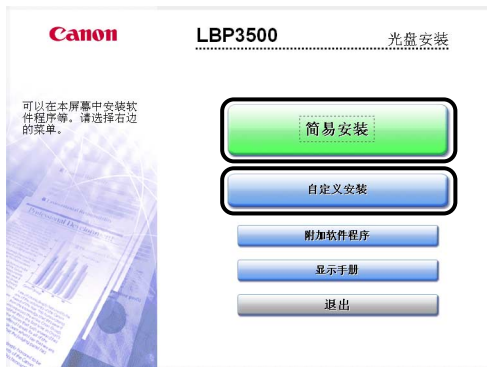 Canon
LBP3500
光盘安装
可以在本屏幕中安装软
件程序等。请选择右边
的菜单。
简易安装
自定义安装
附加软件程序
显示手册
退出